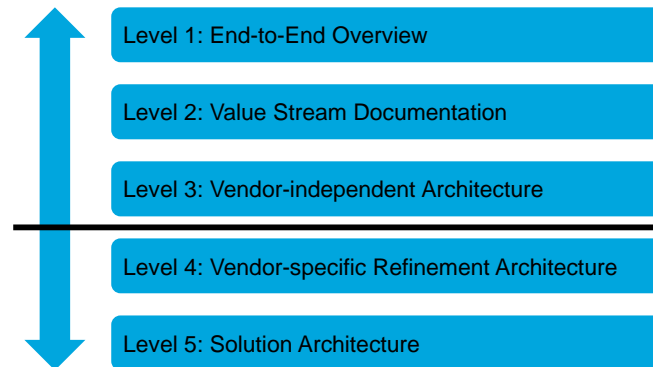 Level 1: End-to-End Overview
Level 2: Value Stream Documentation
Level 3: Vendor-independent Architecture
Level 4: Vendor-specific Refinement Architecture
Level 5: Solution Architecture